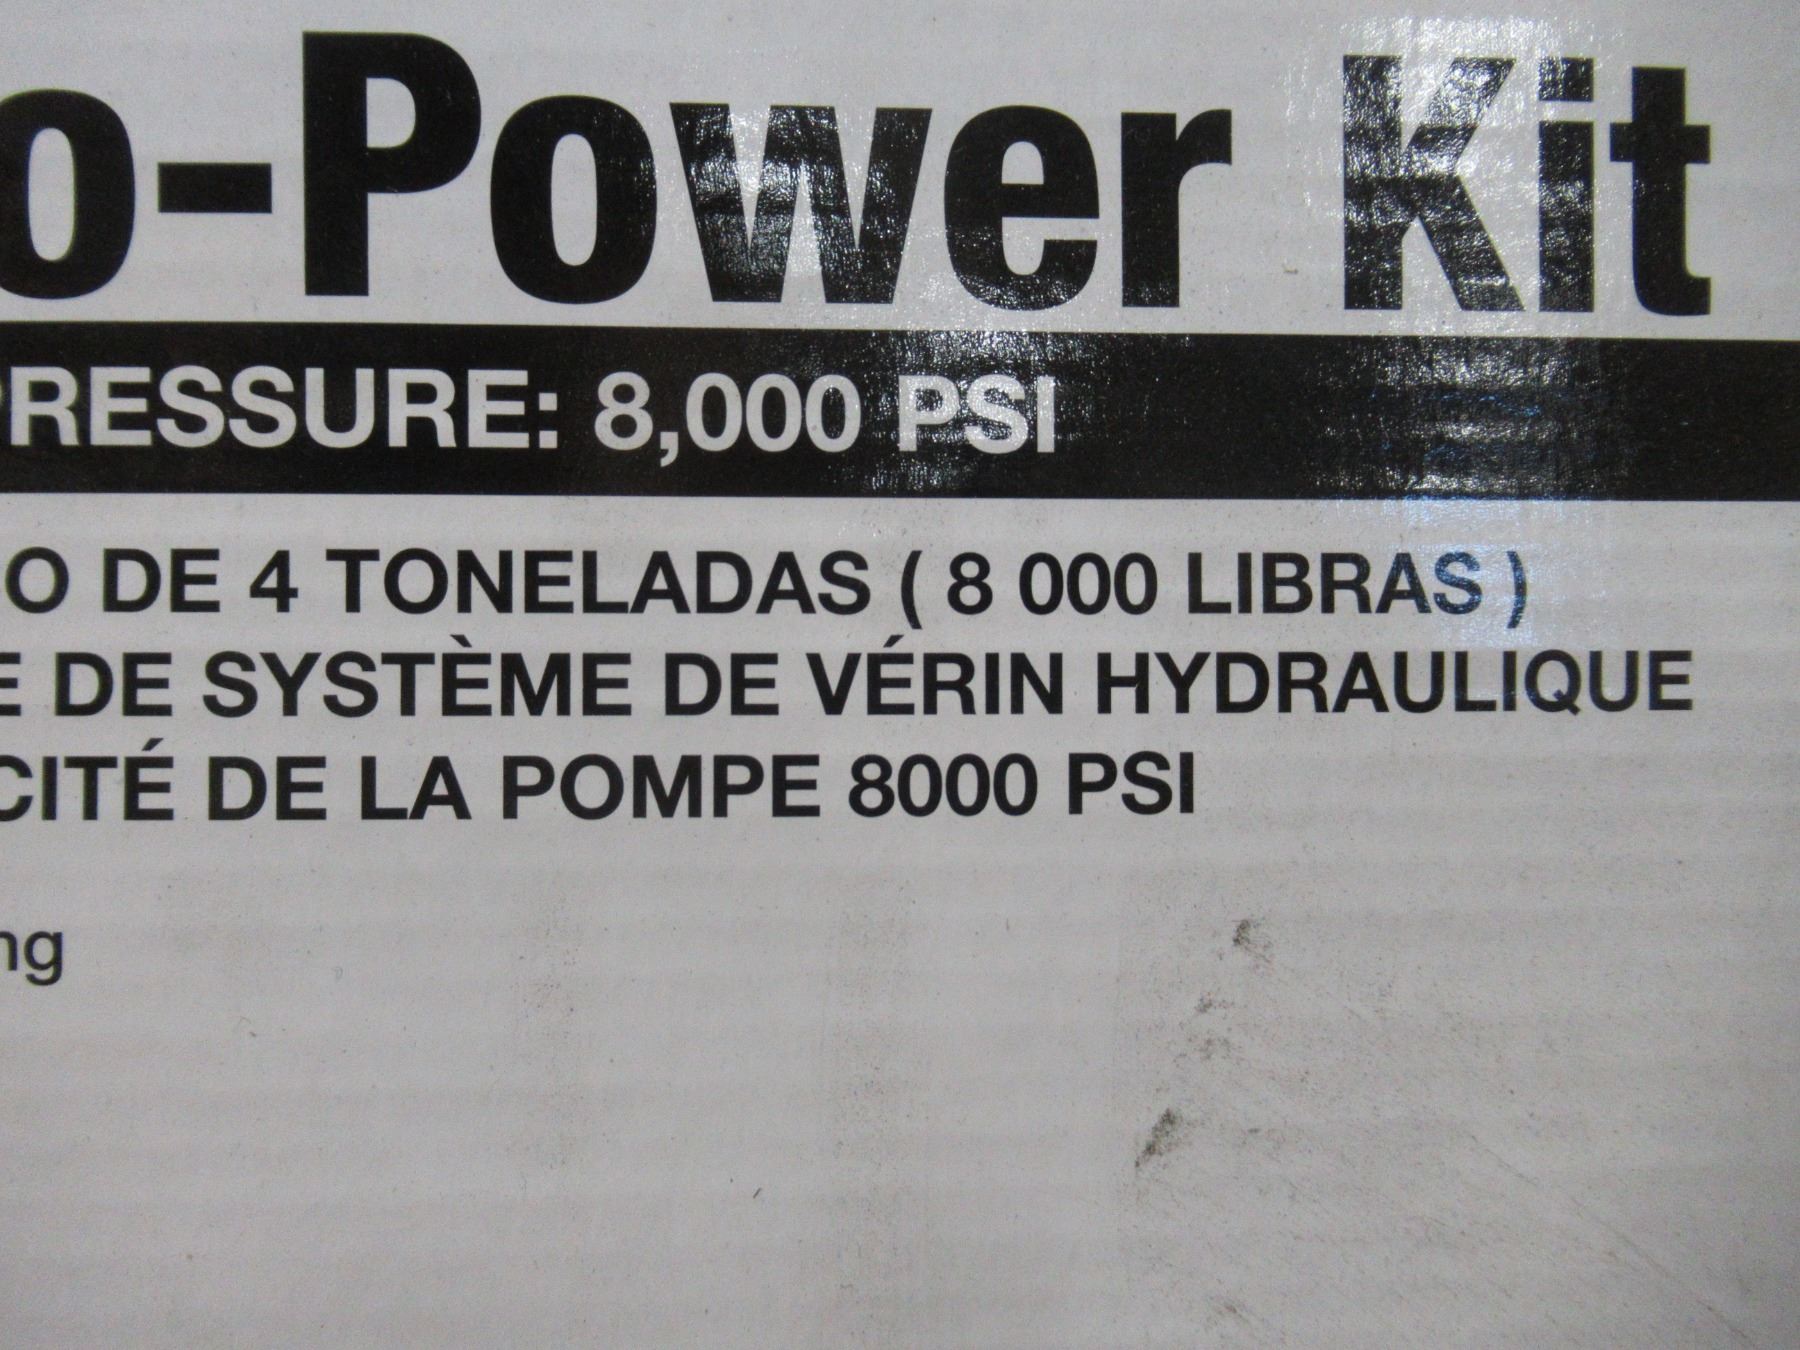 o-Power Kit
PRESSURE: 8,000 PSI
O DE 4 TONELADAS ( 8 000 LIBRAS )
E DE SYSTÈME DE VÉRIN HYDRAULIQUE
CITÉ DE LA POMPE 8000 PSI
ng